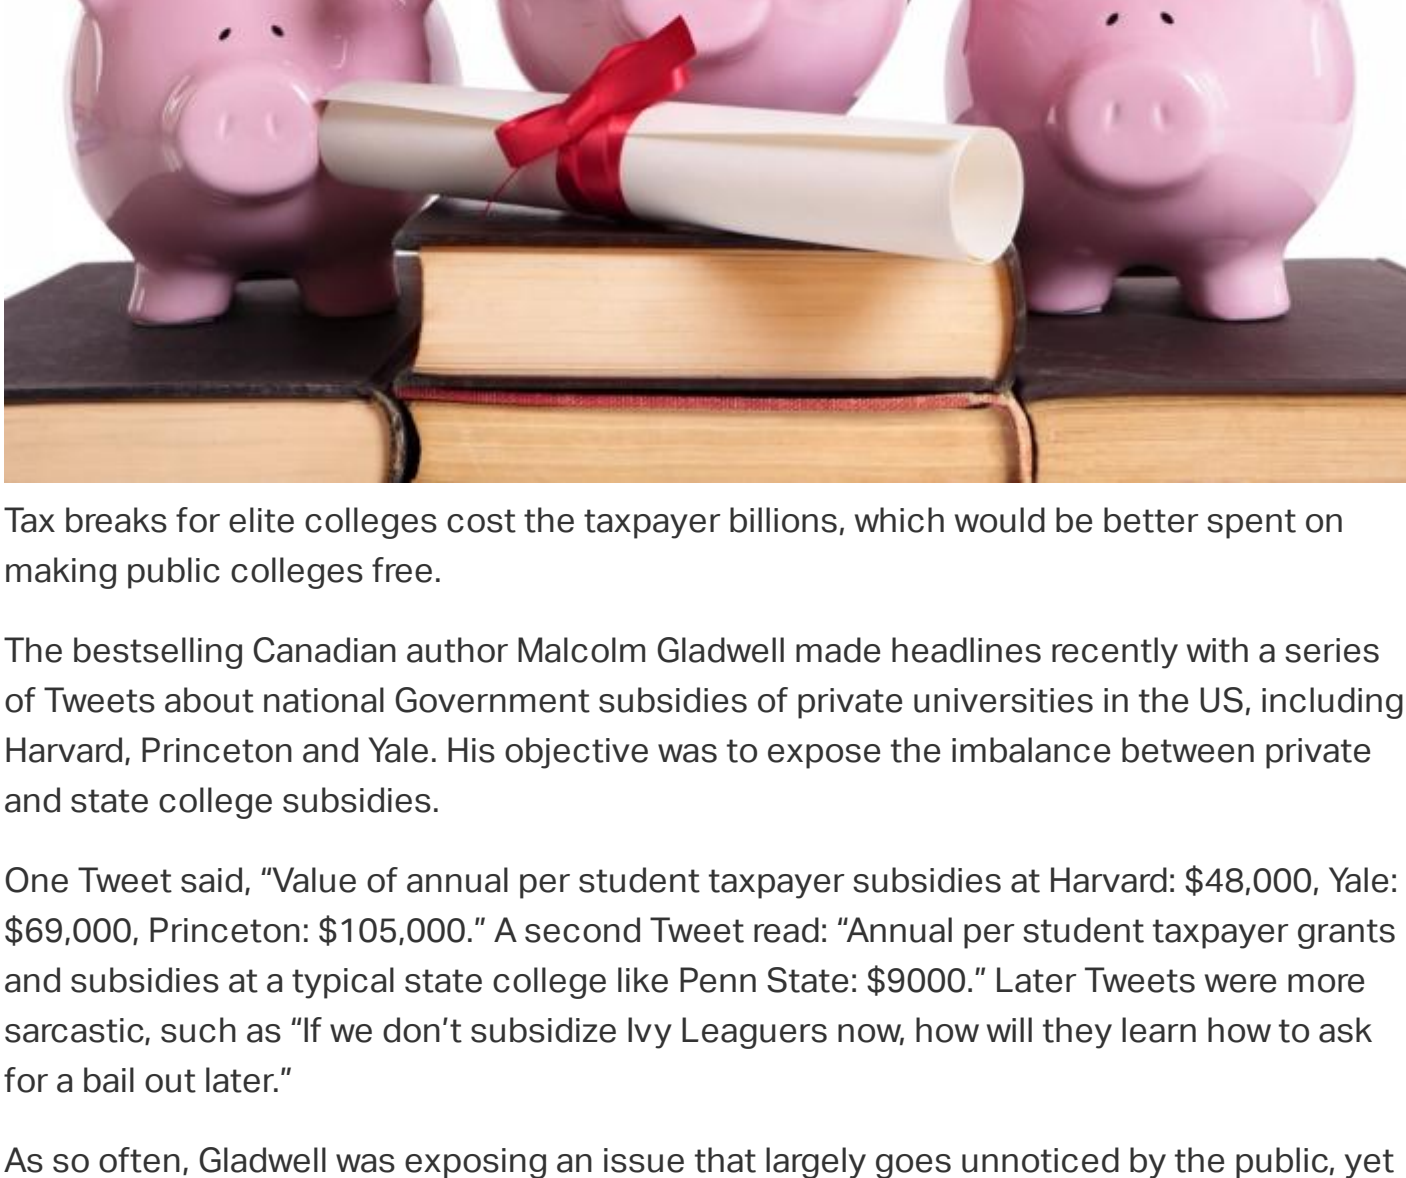 Tax breaks for elite colleges cost the taxpayer billions, which would be better spent on
making public colleges free.
The bestselling Canadian author Malcolm Gladwell made headlines recently with a series
of Tweets about national Government subsidies of private universities in the US, including
Harvard, Princeton and Yale. His objective was to expose the imbalance between private
and state college subsidies.
One Tweet said, “Value of annual per student taxpayer subsidies at Harvard: $48,000, Yale:
$69,000, Princeton: $105,000.” A second Tweet read: “Annual per student taxpayer grants
and subsidies at a typical state college like Penn State: $9000.” Later Tweets were more
sarcastic, such as “If we don’t subsidize Ivy Leaguers now, how will they learn how to ask
for a bail out later.”
As so often, Gladwell was exposing an issue that largely goes unnoticed by the public, yet